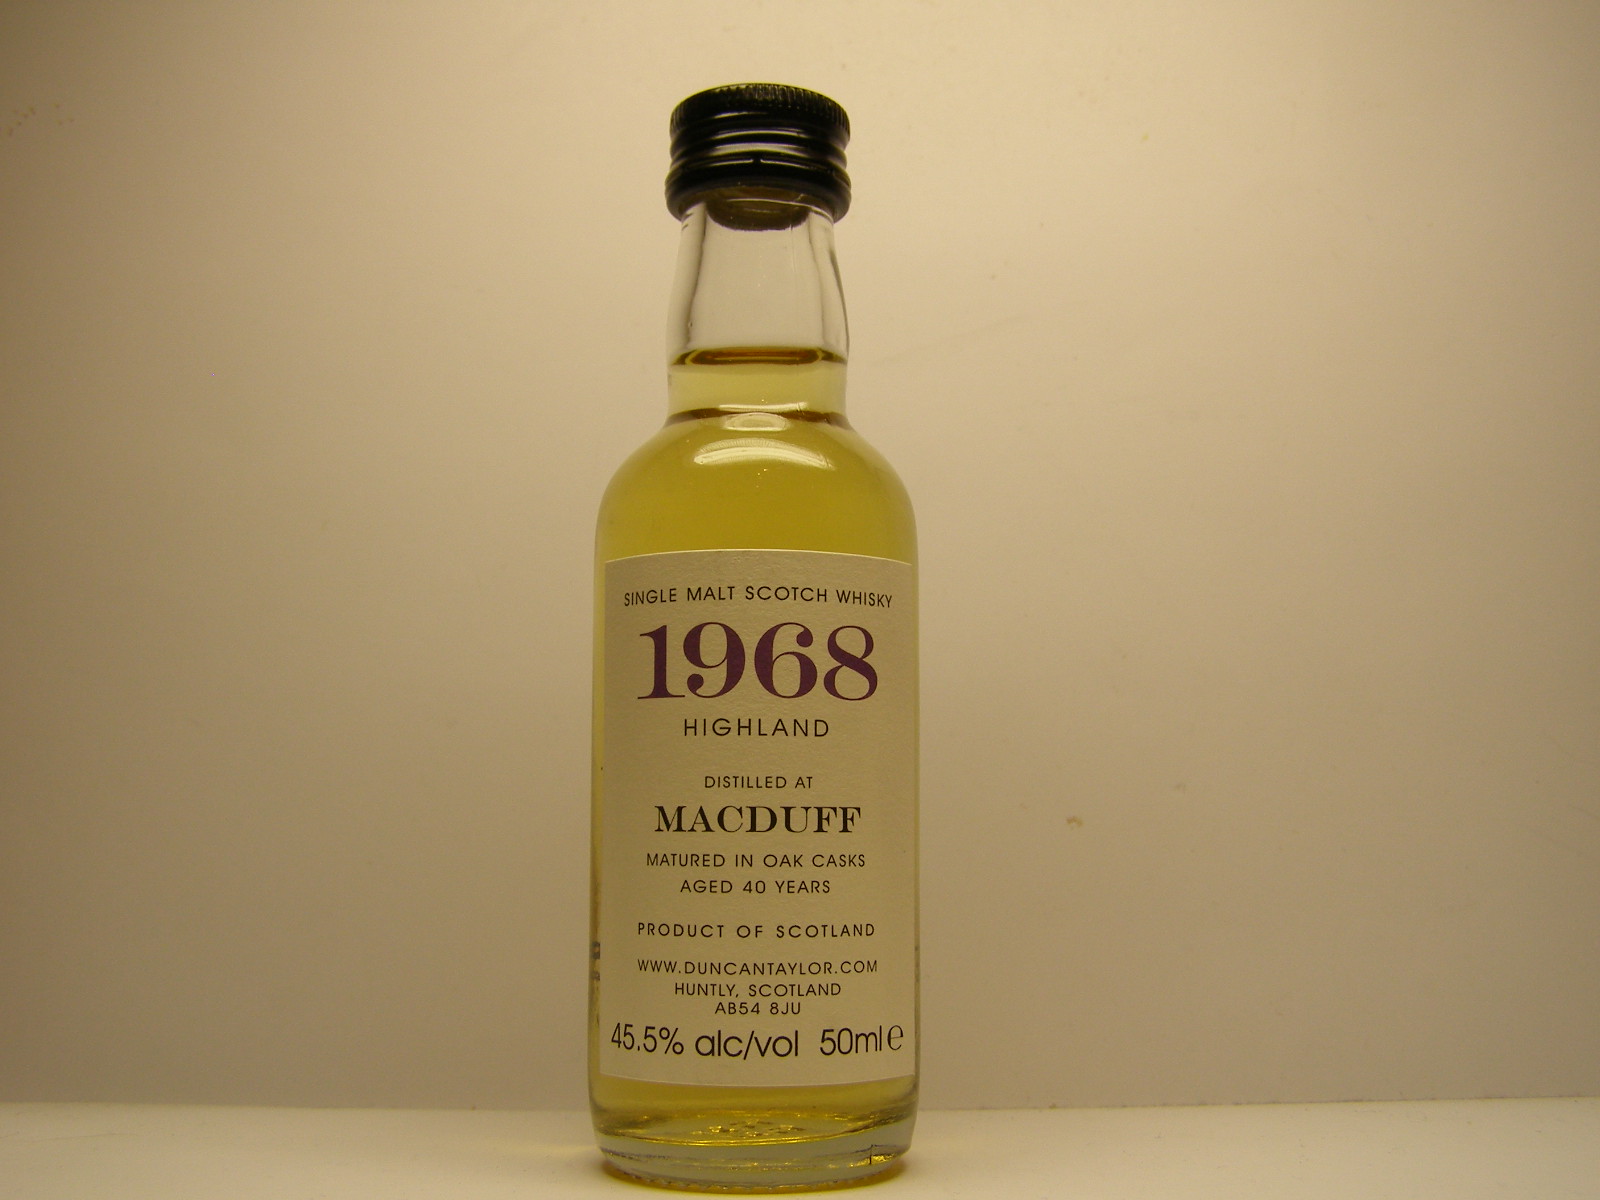 SINGLE MALT SCOTCH WHISKY
1968
HIGHLAND
DISTILLED AT
MACDUFF
MATURED IN OAK CASKS
AGED 40 YEARS
PRODUCT OF SCOTLAND
WWW.DUNCANTAYLOR.COM
HUNTLY, SCOTLAND
AB54 8JU
45.5% alc/vol 50ml e